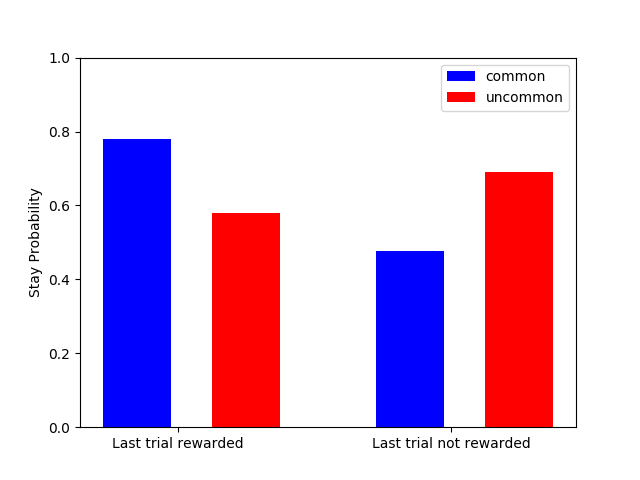 1.0
0.8
0.6
0.4
0.2
0.0
Stay Probability
common
uncommon
Last trial rewarded
Last trial not rewarded